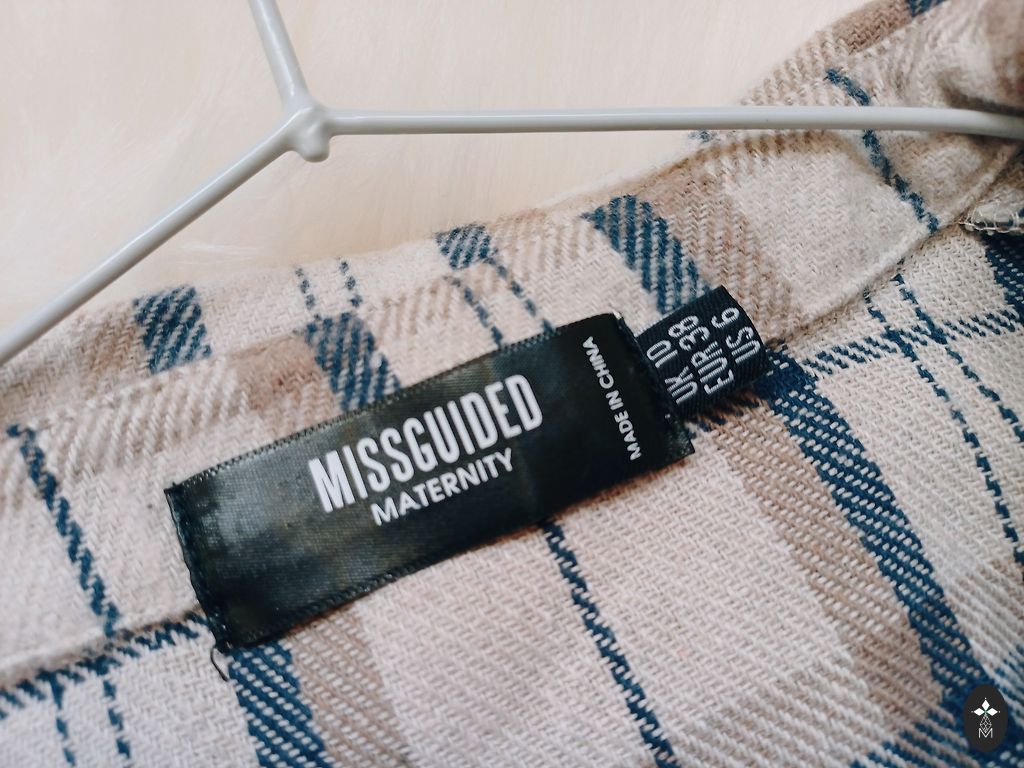 MISSGUIDED
MATERNITY
MADE IN CHINA
UK 10
EUR 38
US 6
M